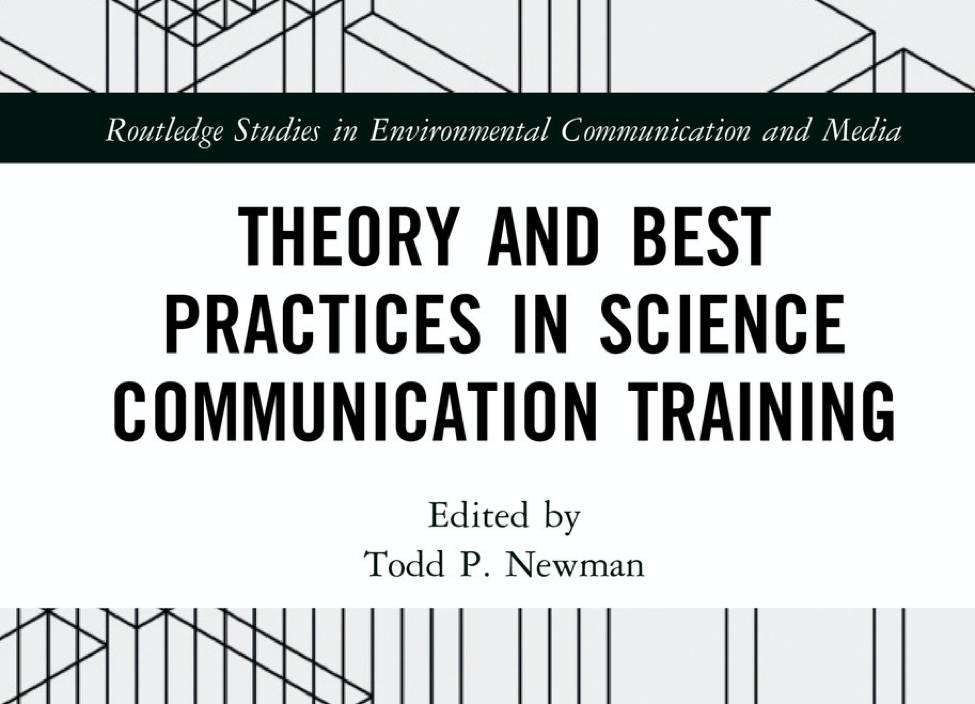 Routledge Studies in Environmental Communication and Media
THEORY AND BEST
PRACTICES IN SCIENCE
COMMUNICATION TRAINING
Edited by
Todd P. Newman